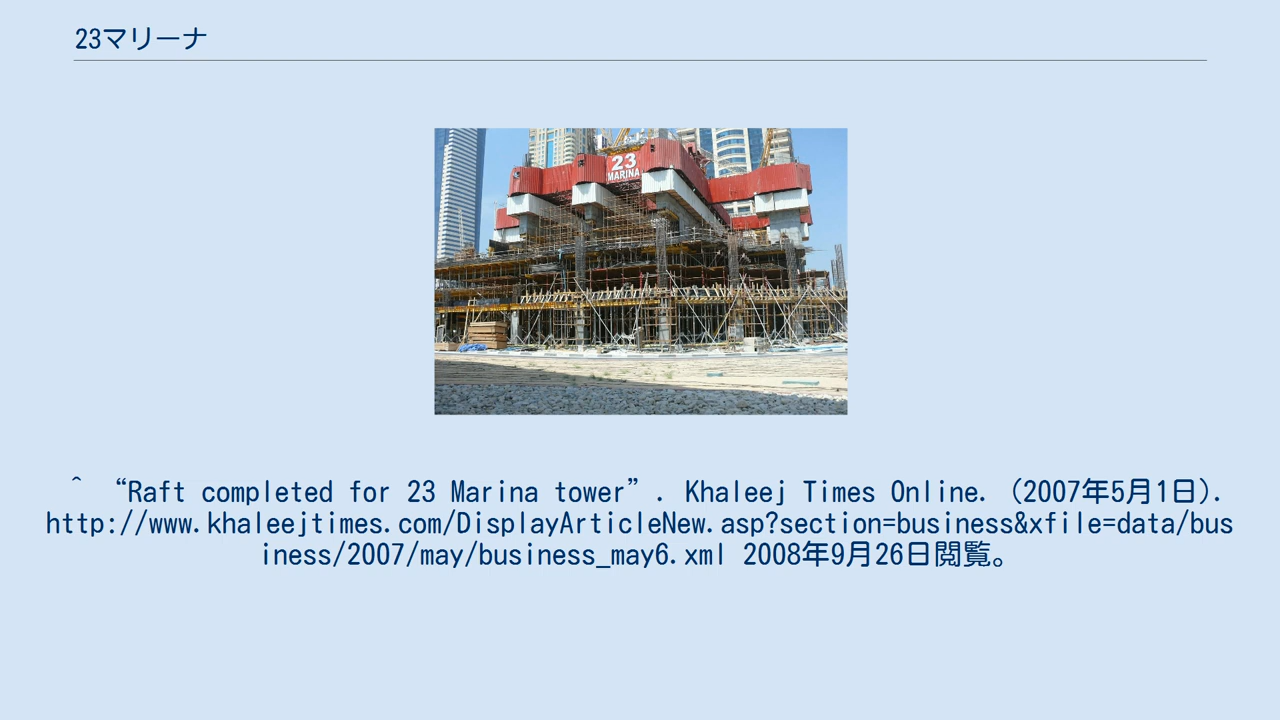 23マリーナ
23
MARINA
^ “Raft completed for 23 Marina tower”. Khaleej Times Online. (2007年5月1日).
http://www.khaleejtimes.com/DisplayArticleNew.asp?section=business&xfile=data/bus
iness/2007/may/business_may6.xml 2008年9月26日閲覧。